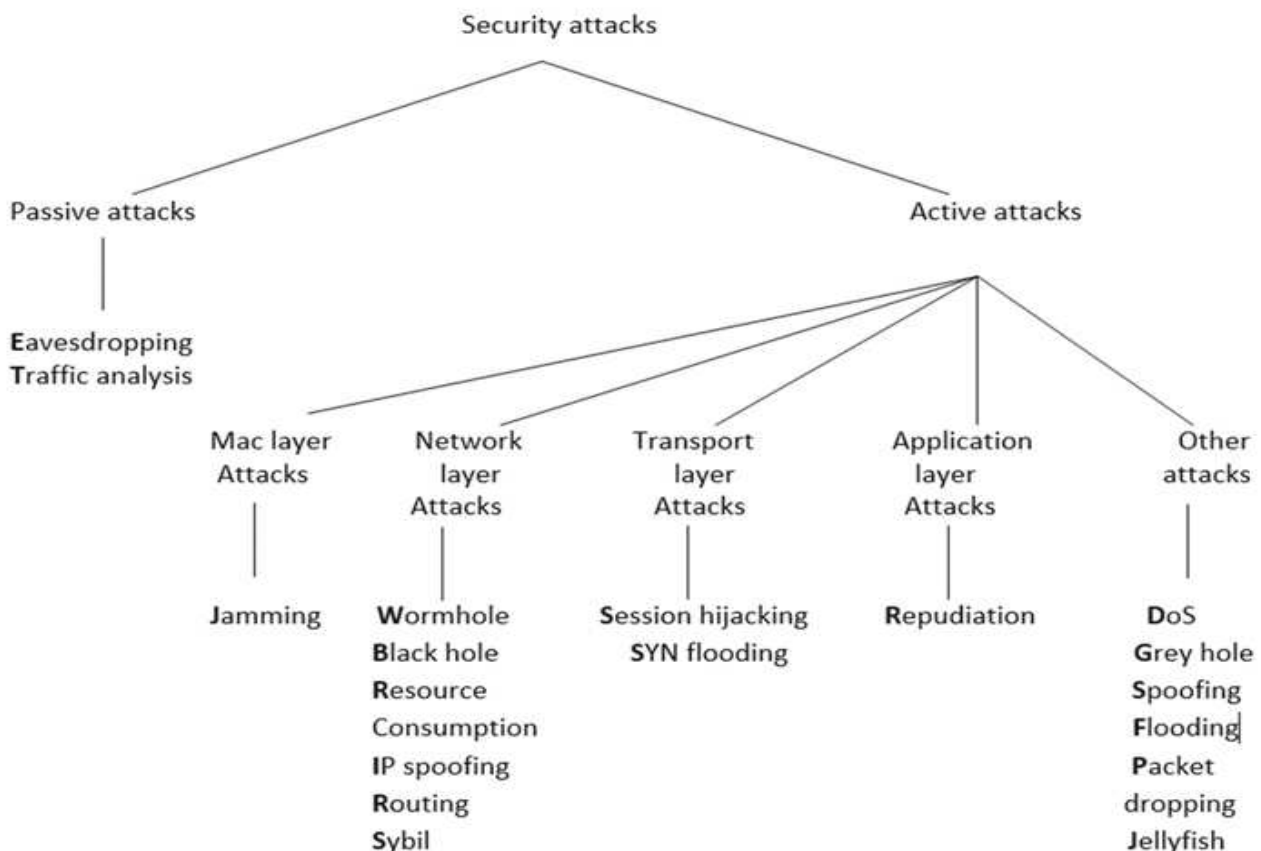 Security attacks
Passive attacks
Active attacks
Eavesdropping
Traffic analysis
Mac layer
Attacks
Network
layer
Attacks
Transport
layer
Attacks
Application
layer
Attacks
Other
attacks
Jamming
Wormhole
Black hole
Resource
Consumption
IP spoofing
Routing
Sybil
Session hijacking
SYN flooding
Repudiation
DoS
Grey hole
Spoofing
Flooding
Packet
dropping
Jellyfish